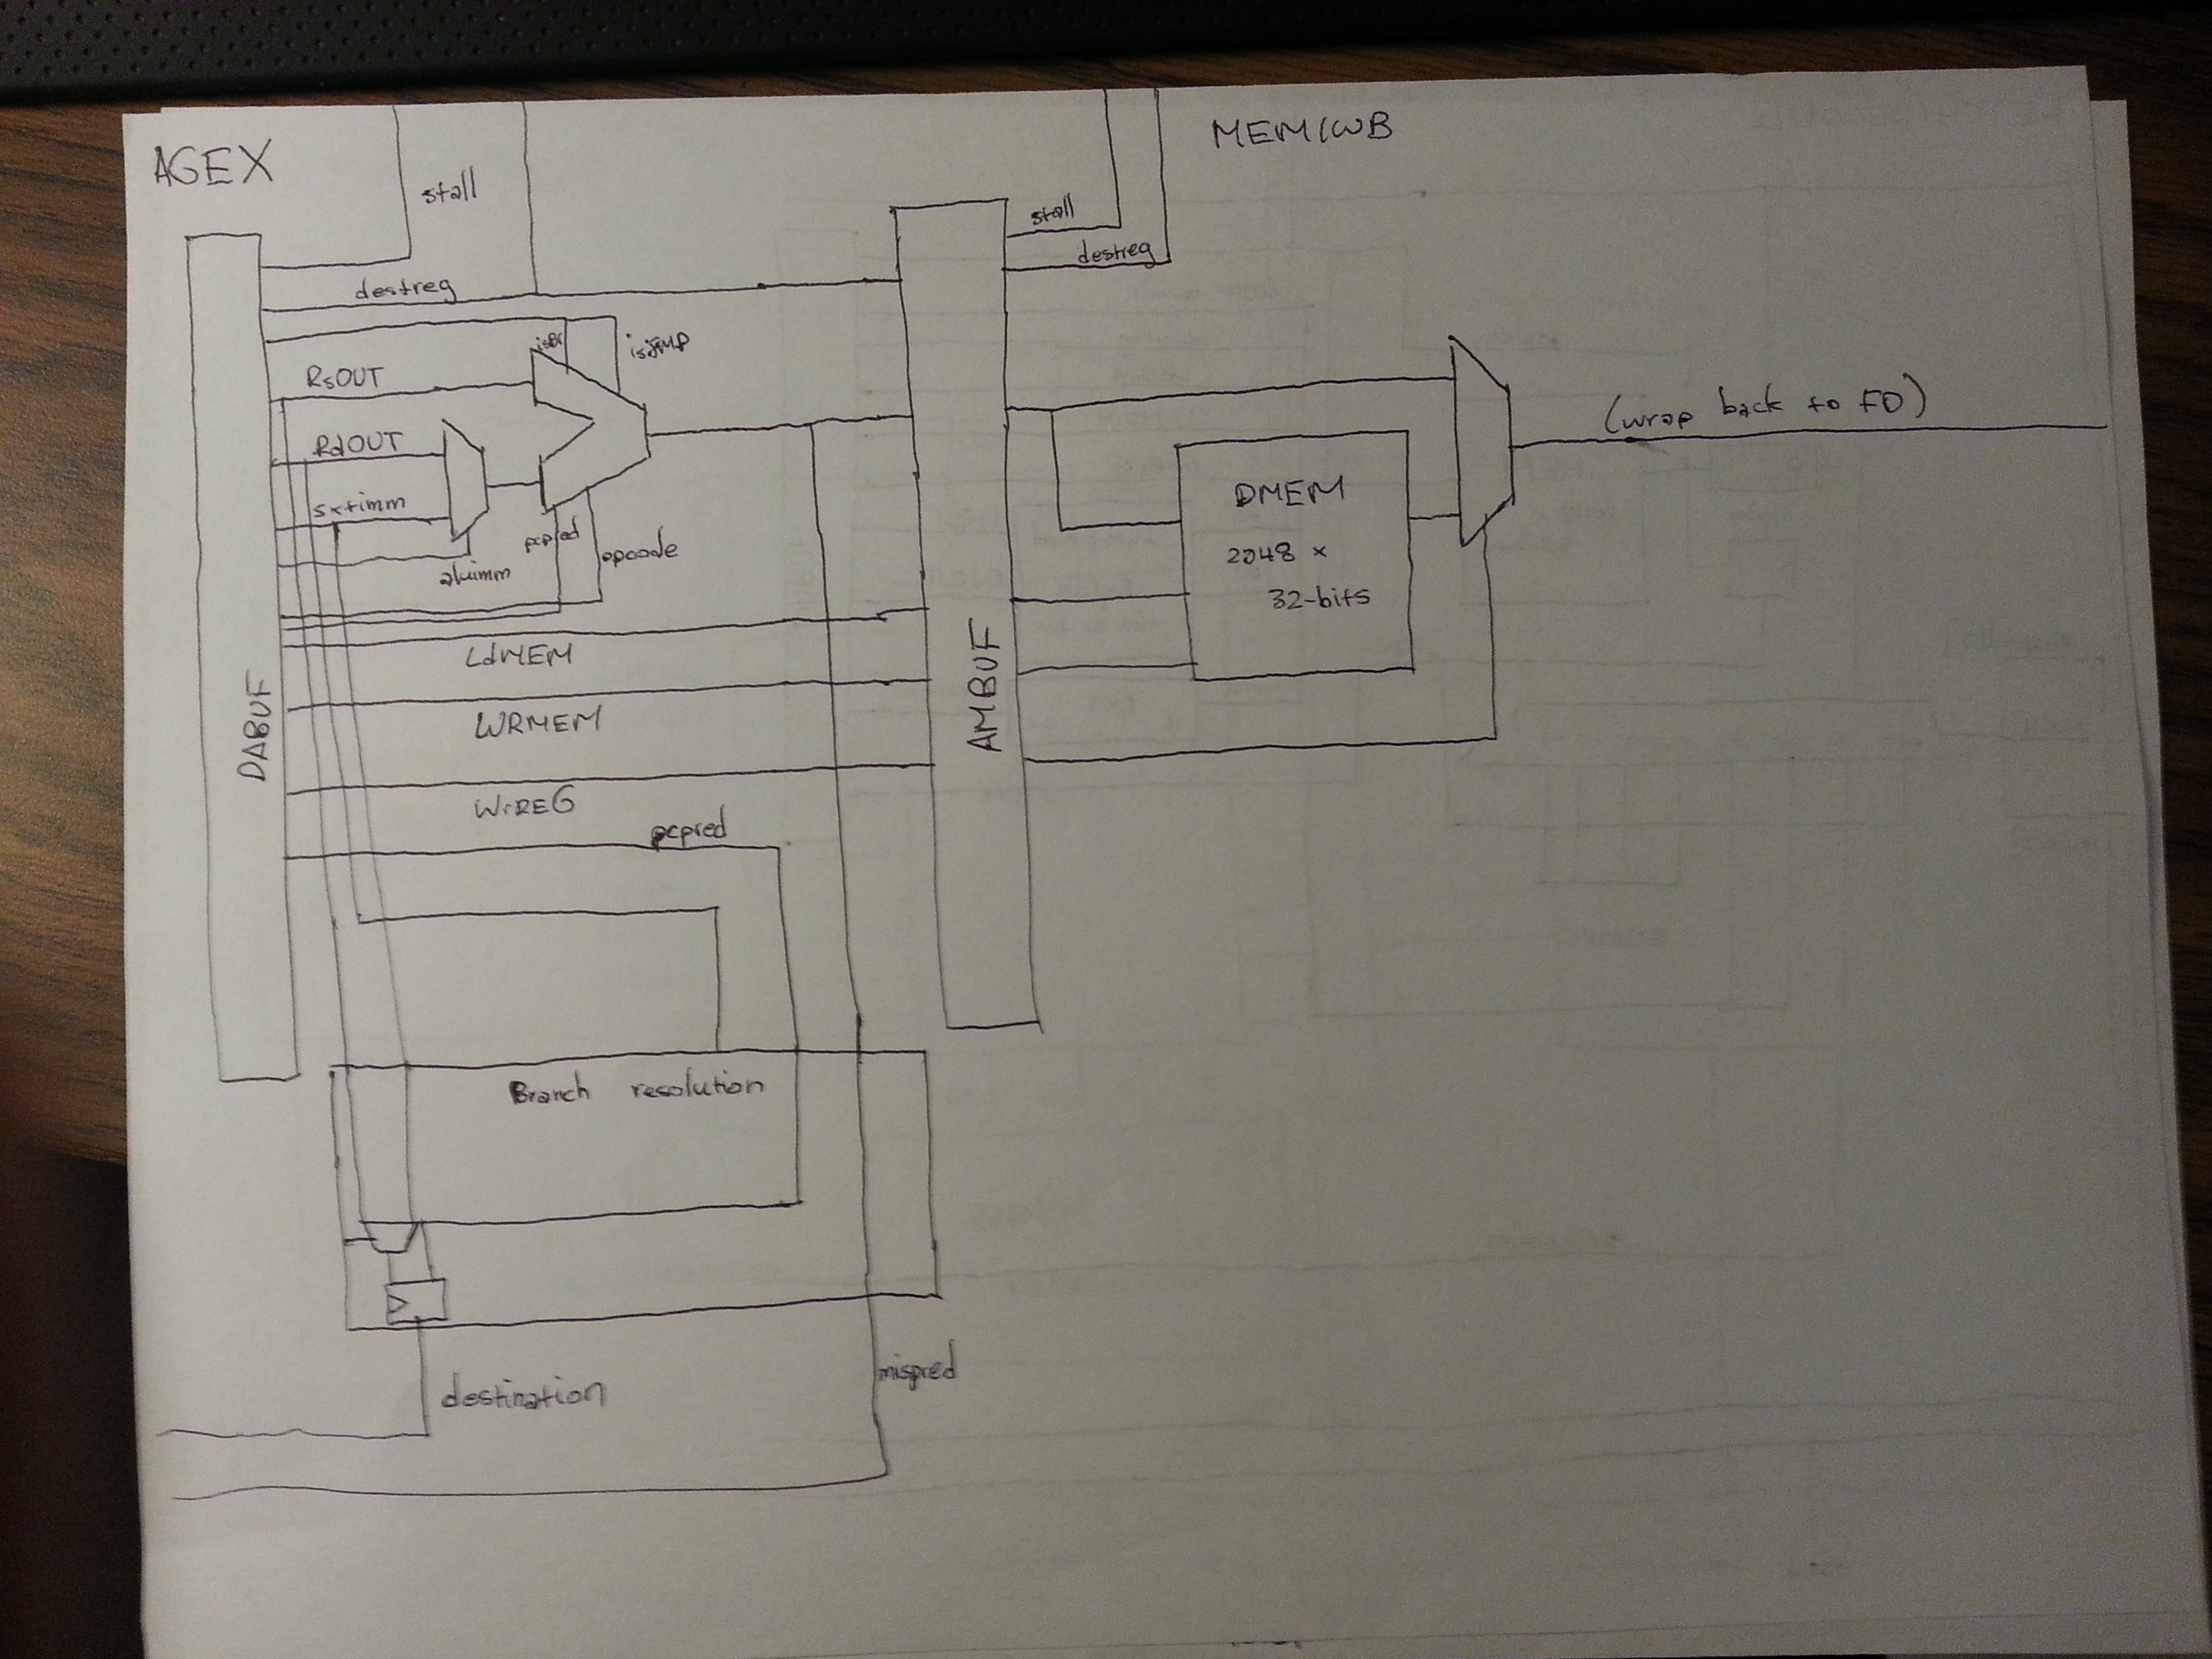 AGEX
MEM/WB
stall
stall
destreg
destreg
isBr
isJMP
RsOUT
(wrap back to FD)
RdOUT
DMEM
sxtimm
2048 x
pcpred
opcode
aluimm
32-bits
LdMEM
DABUF
AMBUF
WRMEM
WrREG
pcpred
Branch resolution
mispred
destination